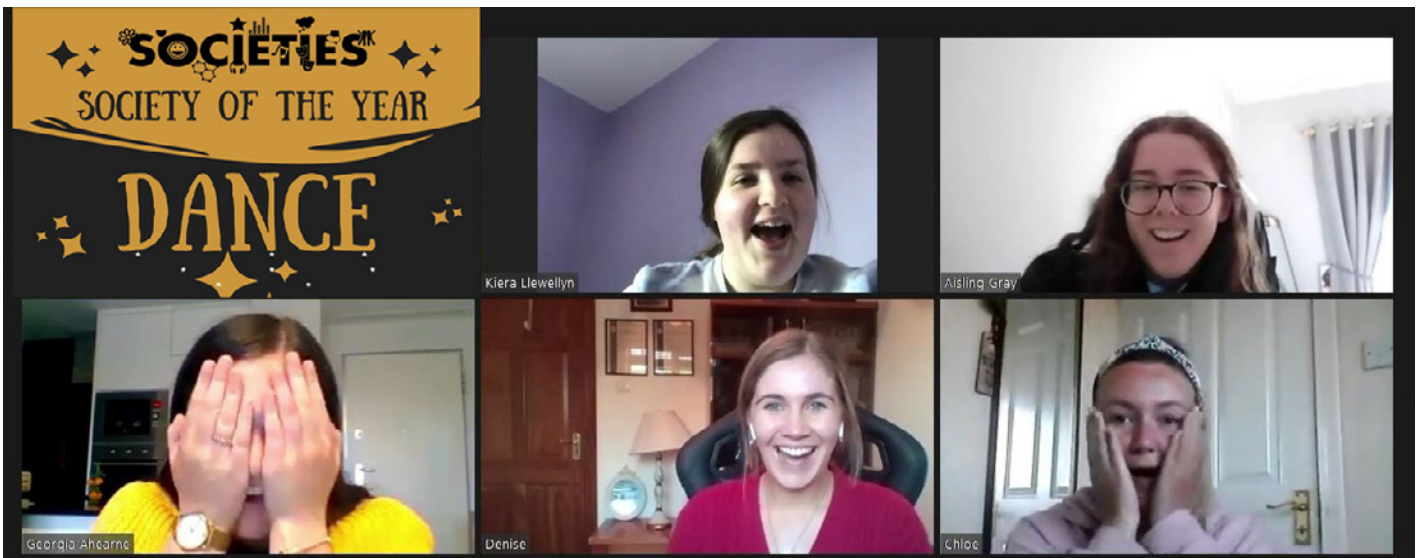 SOCIETIES
SOCIETY OF THE YEAR
DANCE
Kiera Llewellyn
Aisling Gray
Georgia Ahearne
Denise
Chloe